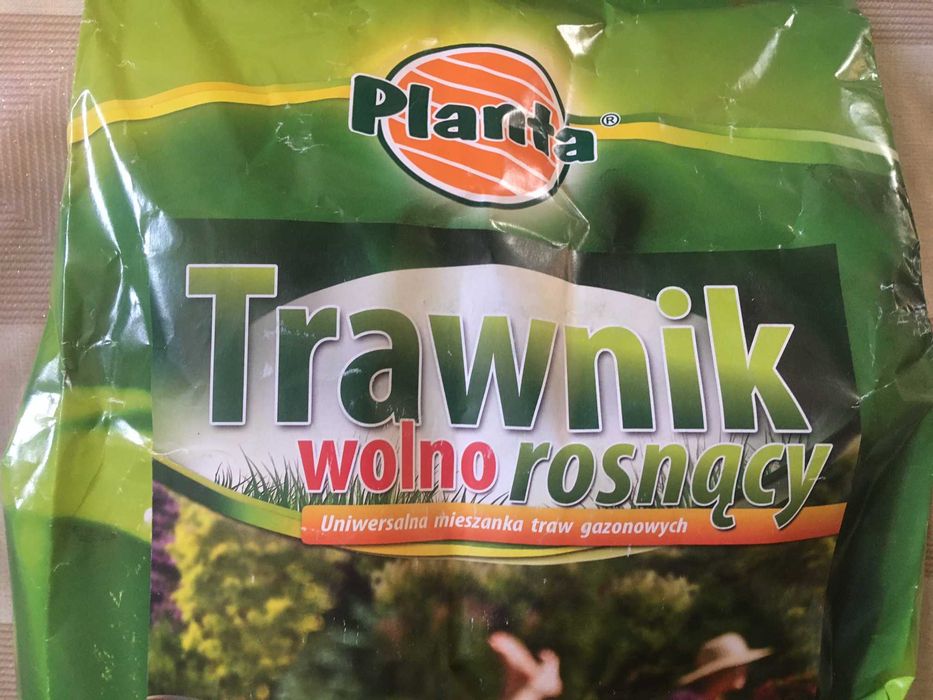 Planta®
Trawnik
wolno rosnący
Uniwersalna mieszanka traw gazonowych